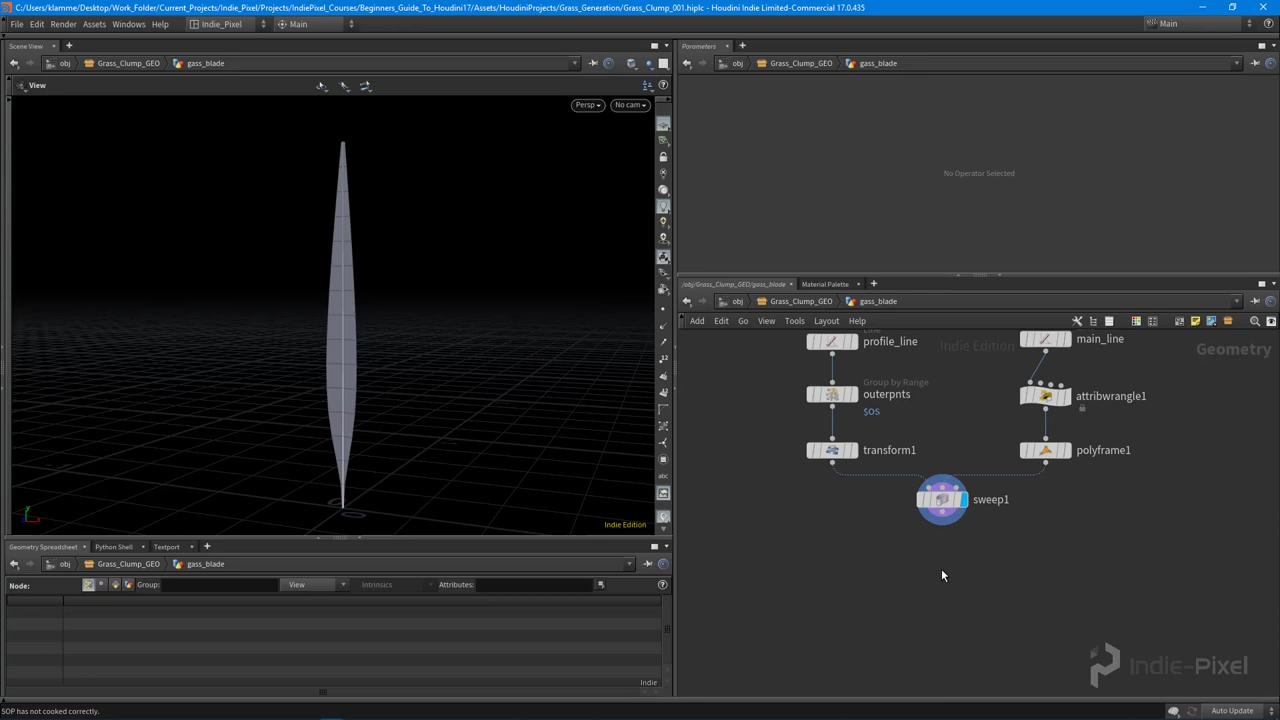 C:/Users/klamme/Desktop/Work_Folder/Current_Projects/Indie_Pixel/Projects/IndiePixel_Courses/Beginners_Guide_To_Houdini17/Assets/HoudiniProjects/Grass_Generation/Grass_Clump_001.hiplc - Houdini Indie Limited-Commercial 17.0.435
File Edit Render Assets Windows Help Indie_Pixel Main Main
Scene View
obj Grass_Clump_GEO gass_blade
View
Persp No cam
Indie Edition
Parameters
obj Grass_Clump_GEO gass_blade
No Operator Selected
/obj/Grass_Clump_GEO/gass_blade Material Palette
obj Grass_Clump_GEO gass_blade
Add Edit Go View Tools Layout Help
Indie Edition
Geometry
Line
profile_line
main_line
Group by Range
outerpnts
$OS
attribwrangle1
transform1
polyframe1
sweep1
Indie-Pixel
Geometry Spreadsheet Python Shell Textport
obj Grass_Clump_GEO gass_blade
Node: Group: View Intrinsics Attributes:
Indie
SOP has not cooked correctly.
Auto Update